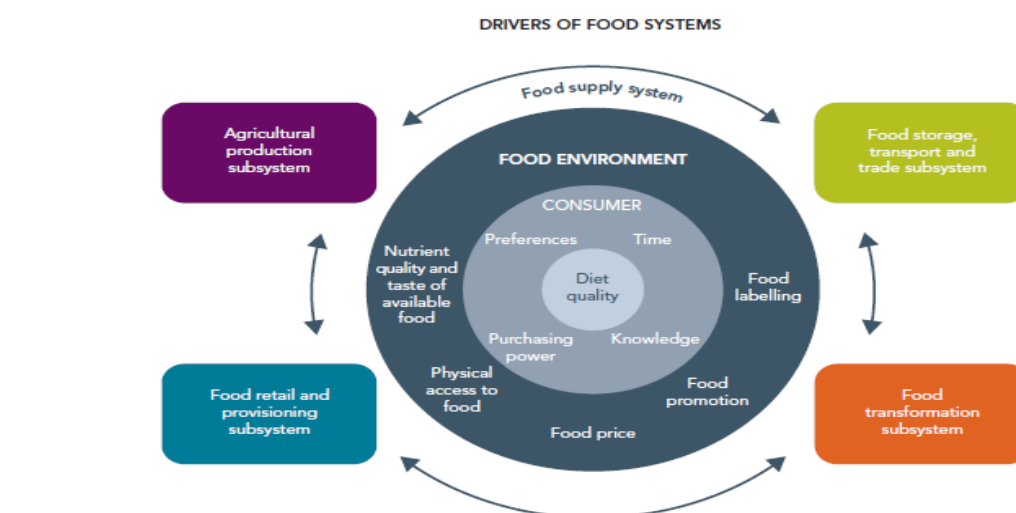 DRIVERS OF FOOD SYSTEMS
Food supply system
Agricultural
production
subsystem
Food storage,
transport and
trade subsystem
FOOD ENVIRONMENT
CONSUMER
Preferences
Time
Nutrient
quality and
taste of
available
food
Diet
quality
Food
labelling
Purchasing
power
Knowledge
Physical
access to
food
Food
promotion
Food price
Food retail and
provisioning
subsystem
Food
transformation
subsystem